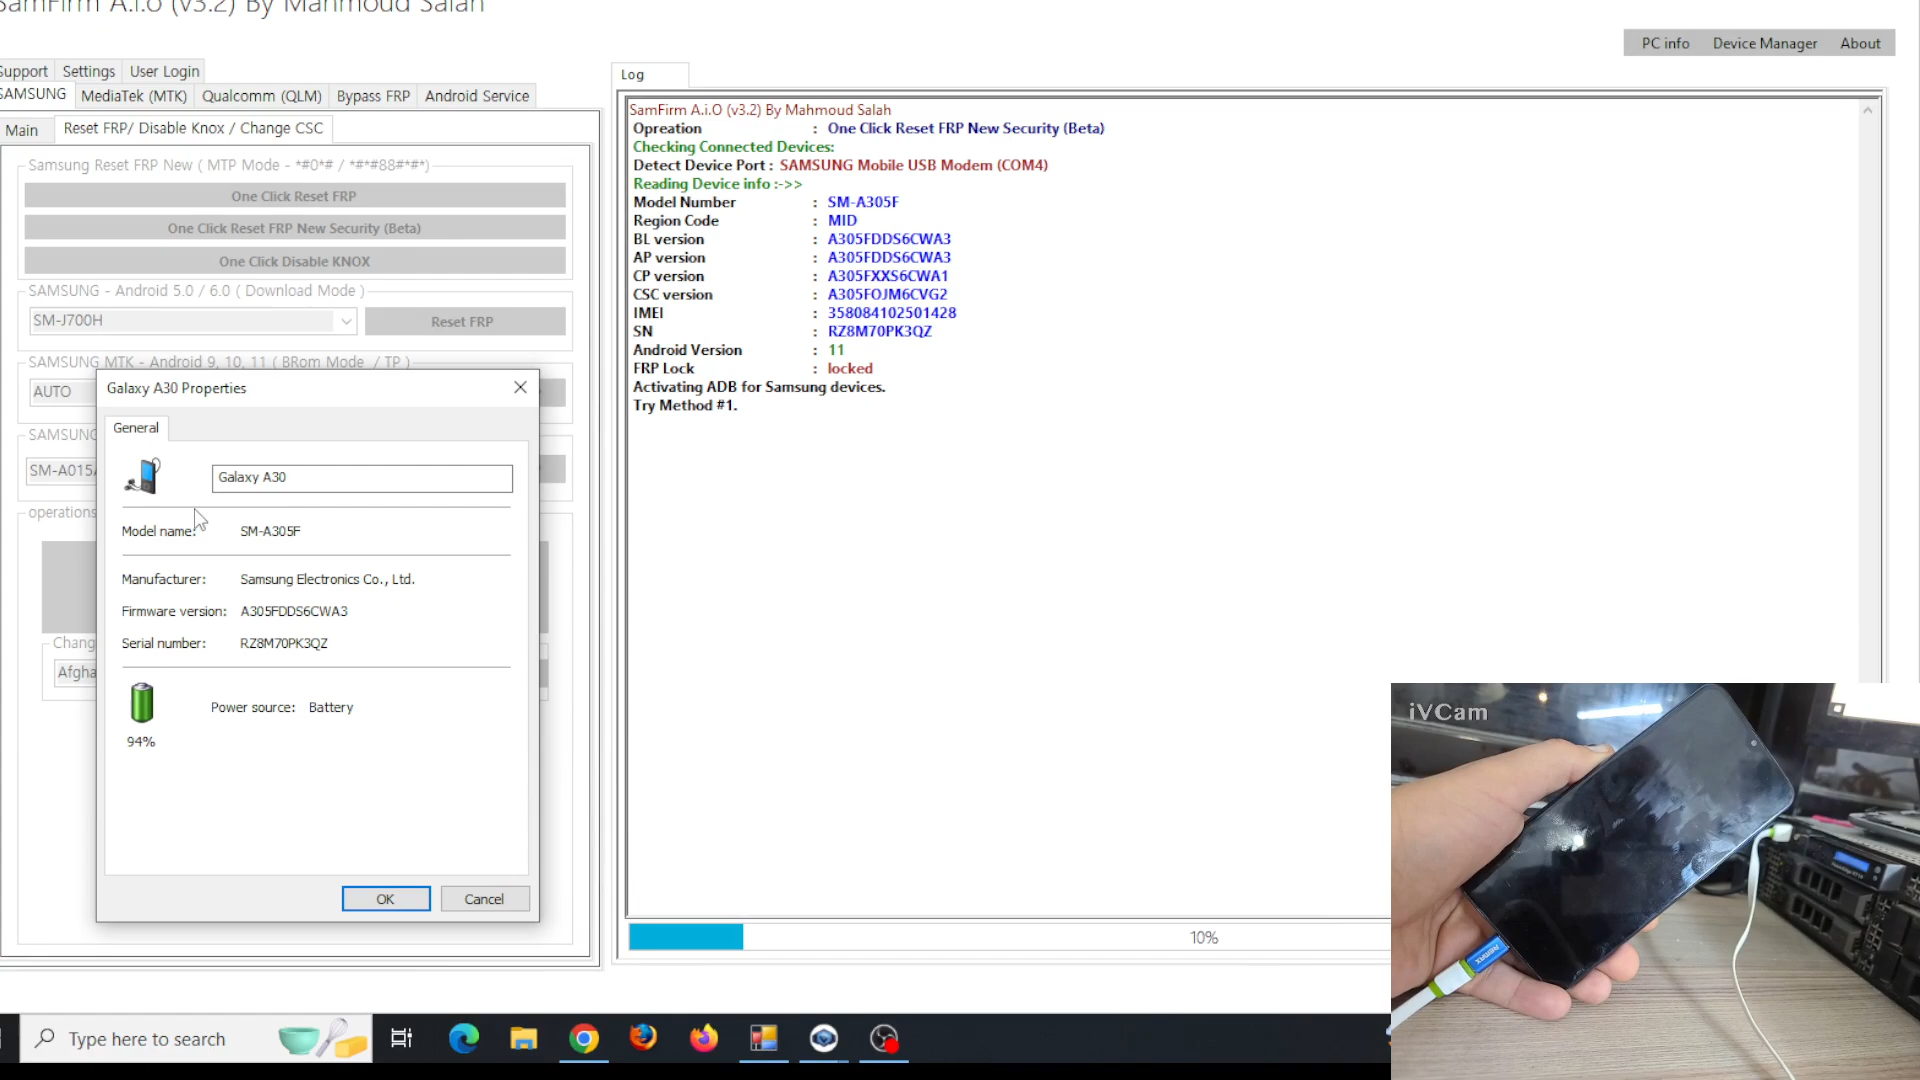 SamFirm A.i.o (v3.2) By Mahmoud Salah
PC info Device Manager About
Support Settings User Login
SAMSUNG MediaTek (MTK) Qualcomm (QLM) Bypass FRP Android Service
Main Reset FRP/ Disable Knox / Change CSC
Samsung Reset FRP New ( MTP Mode - *#0*# / *#*#88#*#*)
One Click Reset FRP
One Click Reset FRP New Security (Beta)
One Click Disable KNOX
SAMSUNG - Android 5.0 / 6.0 ( Download Mode )
SM-J700H Reset FRP
SAMSUNG MTK - Android 9, 10, 11 ( BRom Mode / TP )
AUTO
SAMSUNG
SM-A015
operations
Chang
Afgha
Galaxy A30 Properties
General
Galaxy A30
Model name: SM-A305F
Manufacturer: Samsung Electronics Co., Ltd.
Firmware version: A305FDDS6CWA3
Serial number: RZ8M70PK3QZ
Power source: Battery
94%
OK Cancel
Log
SamFirm A.i.O (v3.2) By Mahmoud Salah
Opreation : One Click Reset FRP New Security (Beta)
Checking Connected Devices:
Detect Device Port : SAMSUNG Mobile USB Modem (COM4)
Reading Device info :->>
Model Number : SM-A305F
Region Code : MID
BL version : A305FDDS6CWA3
AP version : A305FDDS6CWA3
CP version : A305FXXS6CWA1
CSC version : A305FOJM6CVG2
IMEI : 358084102501428
SN : RZ8M70PK3QZ
Android Version : 11
FRP Lock : locked
Activating ADB for Samsung devices.
Try Method #1.
10%
iVCam
REMAX
Type here to search